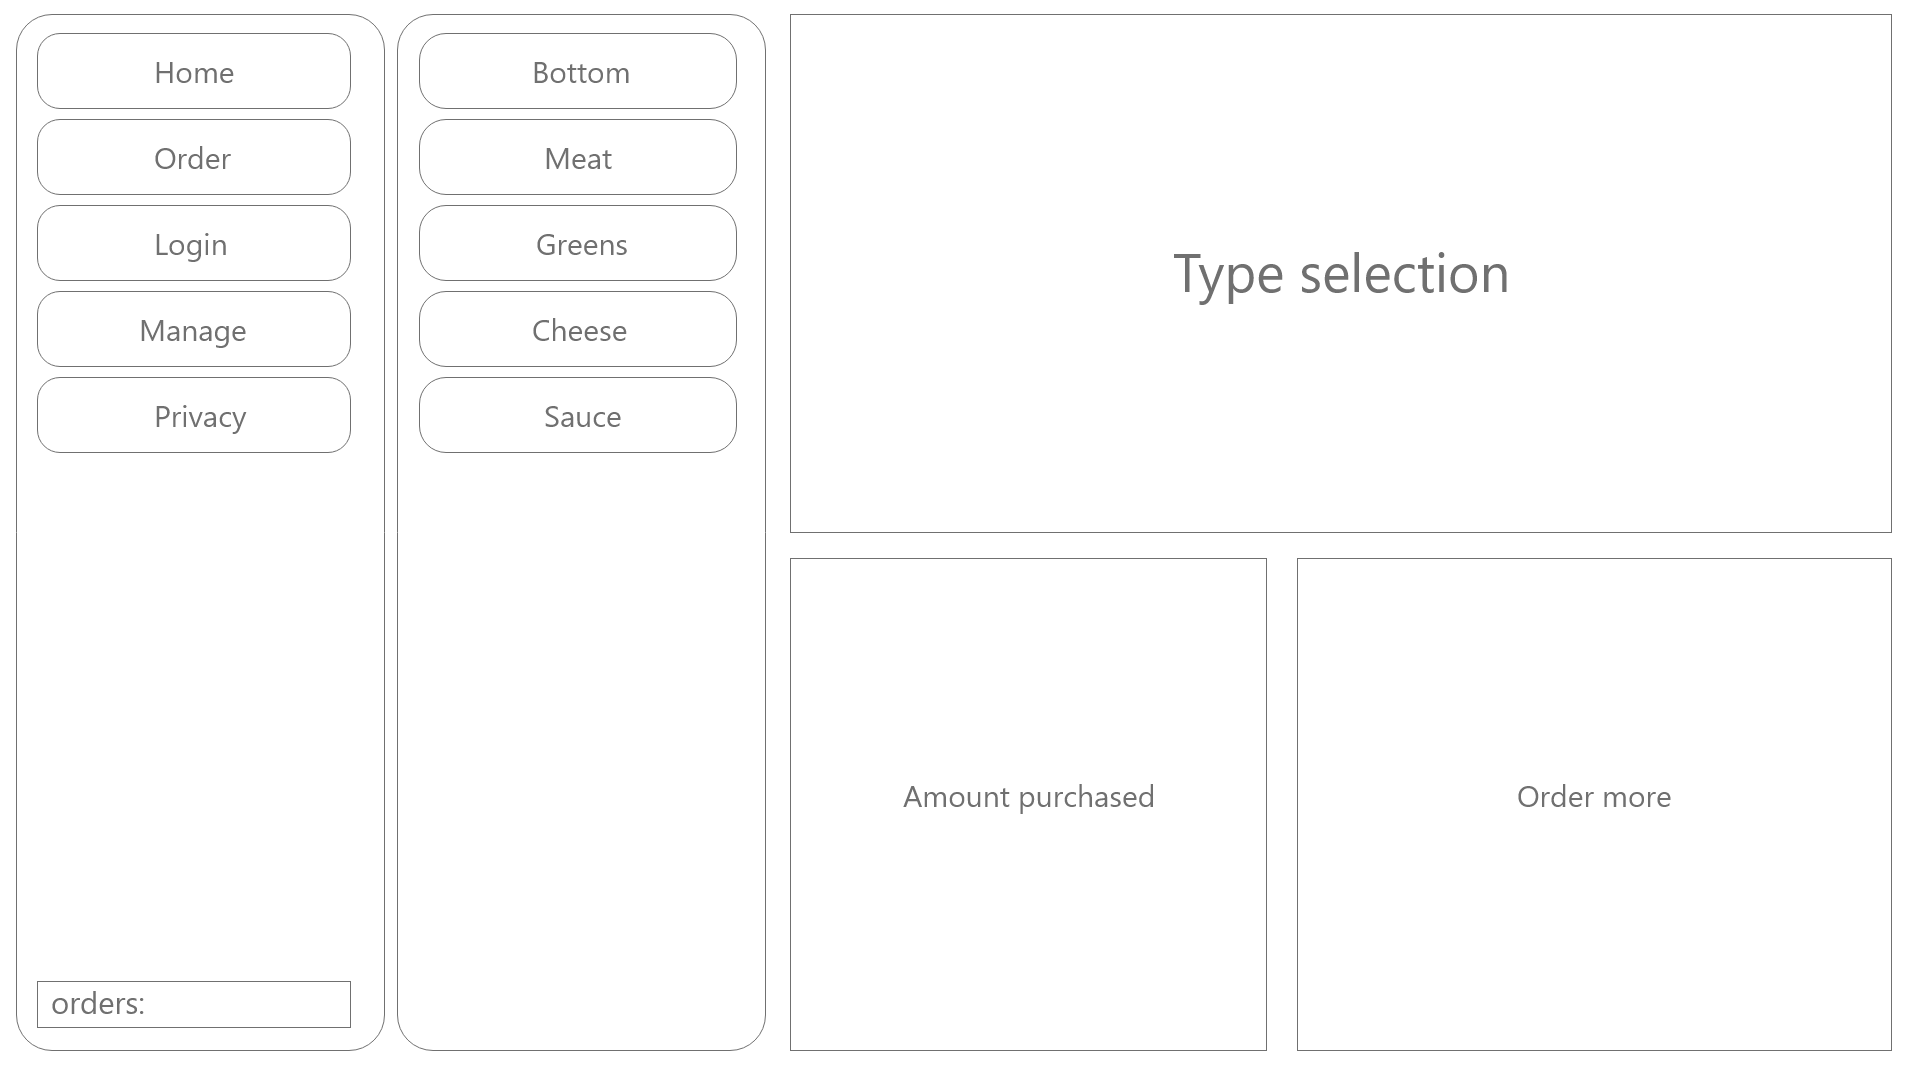 Home
Order
Login
Manage
Privacy
orders:
Bottom
Meat
Greens
Cheese
Sauce
Type selection
Amount purchased
Order more